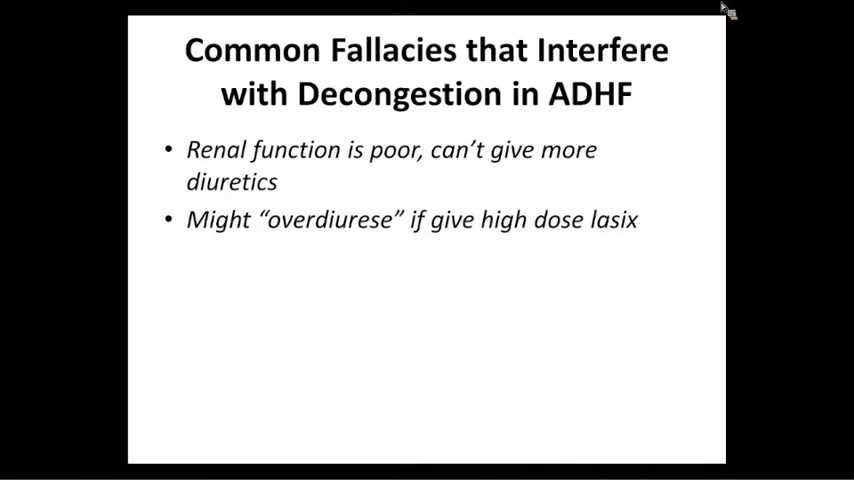 Common Fallacies that Interfere
with Decongestion in ADHF
• Renal function is poor, can't give more
diuretics
• Might “overdiurese” if give high dose lasix